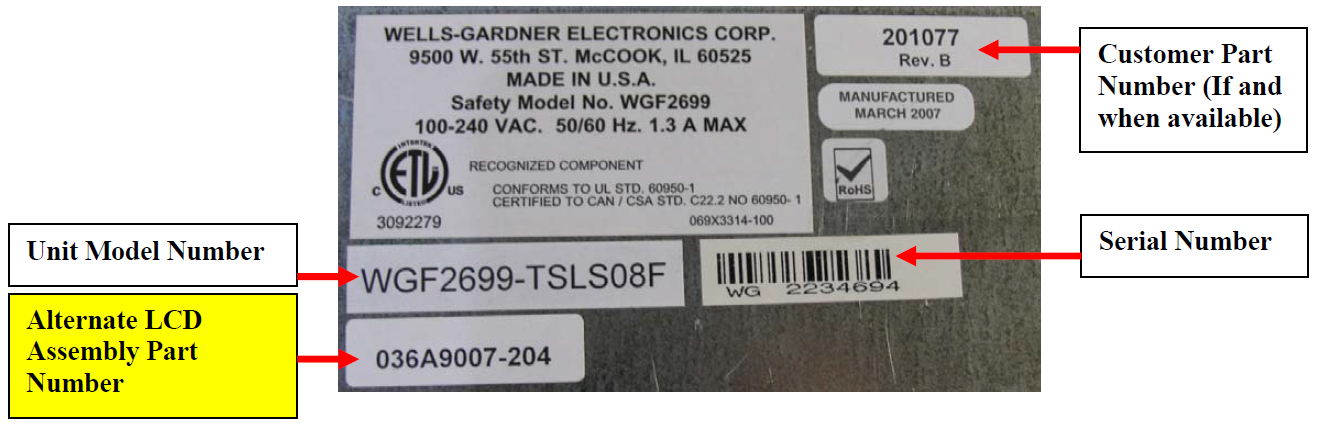 WELLS-GARDNER ELECTRONICS CORP.
9500 W. 55th ST. McCOOK, IL 60525
MADE IN U.S.A.
Safety Model No. WGF2699
100-240 VAC. 50/60 Hz. 1.3 A MAX
INTERTEK
ETL
C
US
LISTED
RECOGNIZED COMPONENT
CONFORMS TO UL STD. 60950-1
CERTIFIED TO CAN / CSA STD. C22.2 NO 60950- 1
3092279
069X3314-100
201077
Rev. B
MANUFACTURED
MARCH 2007
RoHS
Customer Part
Number (If and
when available)
Unit Model Number
WGF2699-TSLS08F
WG 2234694
Serial Number
Alternate LCD
Assembly Part
Number
036A9007-204